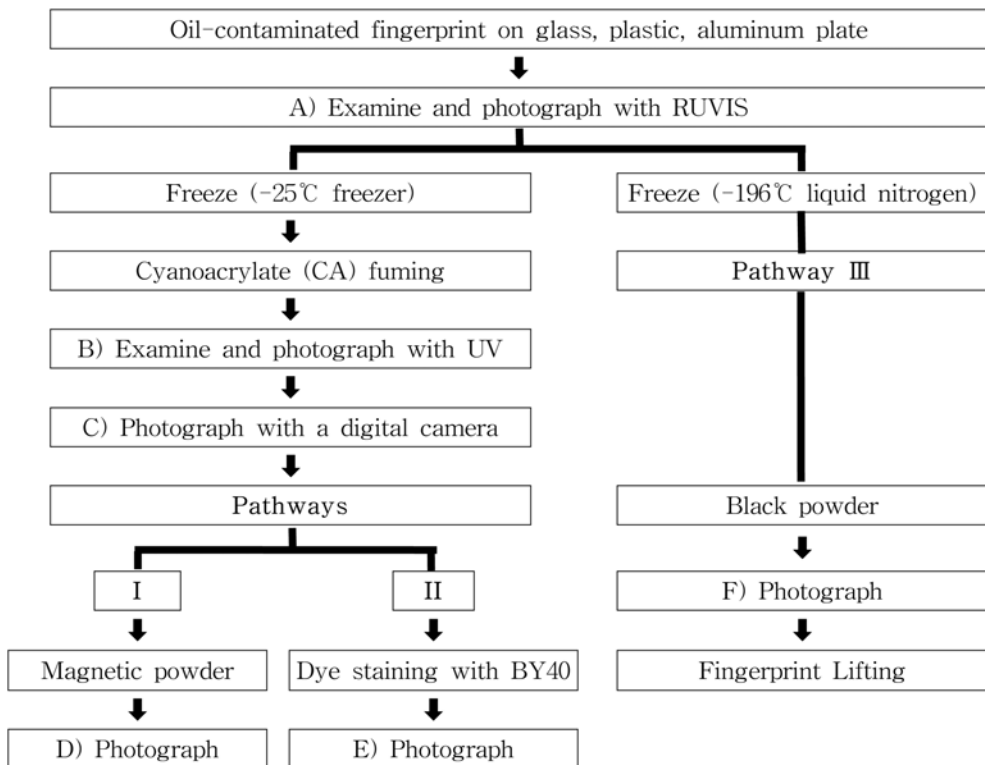 Oil-contaminated fingerprint on glass, plastic, aluminum plate
A) Examine and photograph with RUVIS
Freeze (-25℃ freezer)
Freeze (-196℃ liquid nitrogen)
Cyanoacrylate (CA) fuming
Pathway Ⅲ
B) Examine and photograph with UV
C) Photograph with a digital camera
Pathways
Black powder
I
II
F) Photograph
Magnetic powder
Dye staining with BY40
Fingerprint Lifting
D) Photograph
E) Photograph